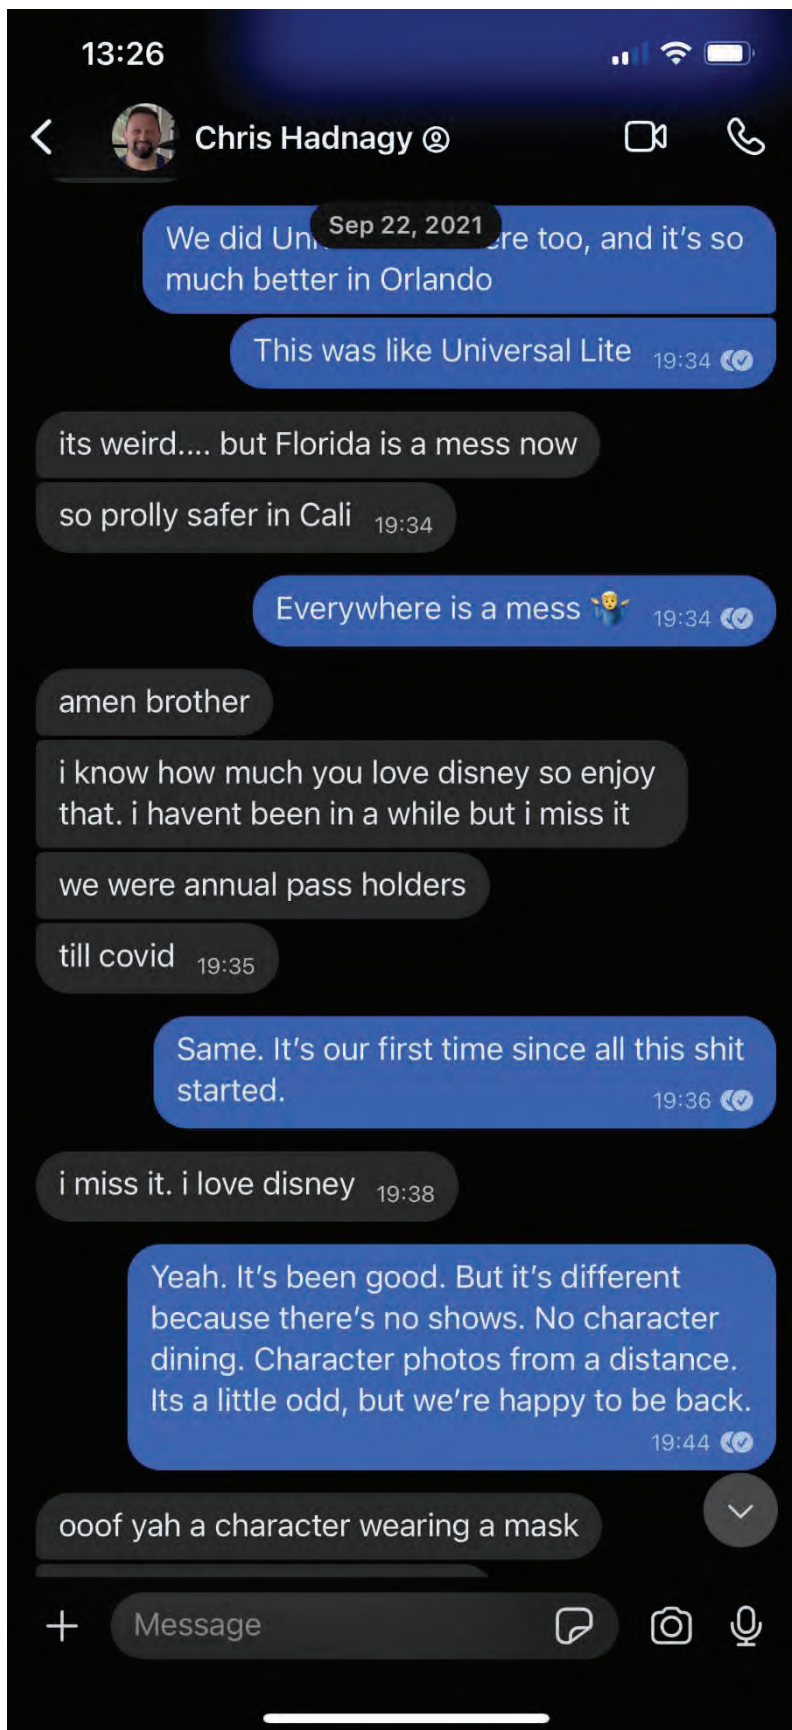 13:26
Chris Hadnagy
Sep 22, 2021
We did too, and it's so
much better in Orlando
This was like Universal Lite 19:34
its weird.... but Florida is a mess now
so prolly safer in Cali 19:34
Everywhere is a mess 🤷‍♂️ 19:34
amen brother
i know how much you love disney so enjoy
that. i havent been in a while but i miss it
we were annual pass holders
till covid 19:35
Same. It's our first time since all this shit
started. 19:36
i miss it. i love disney 19:38
Yeah. It's been good. But it's different
because there's no shows. No character
dining. Character photos from a distance.
Its a little odd, but we're happy to be back.
19:44
ooof yah a character wearing a mask
Message